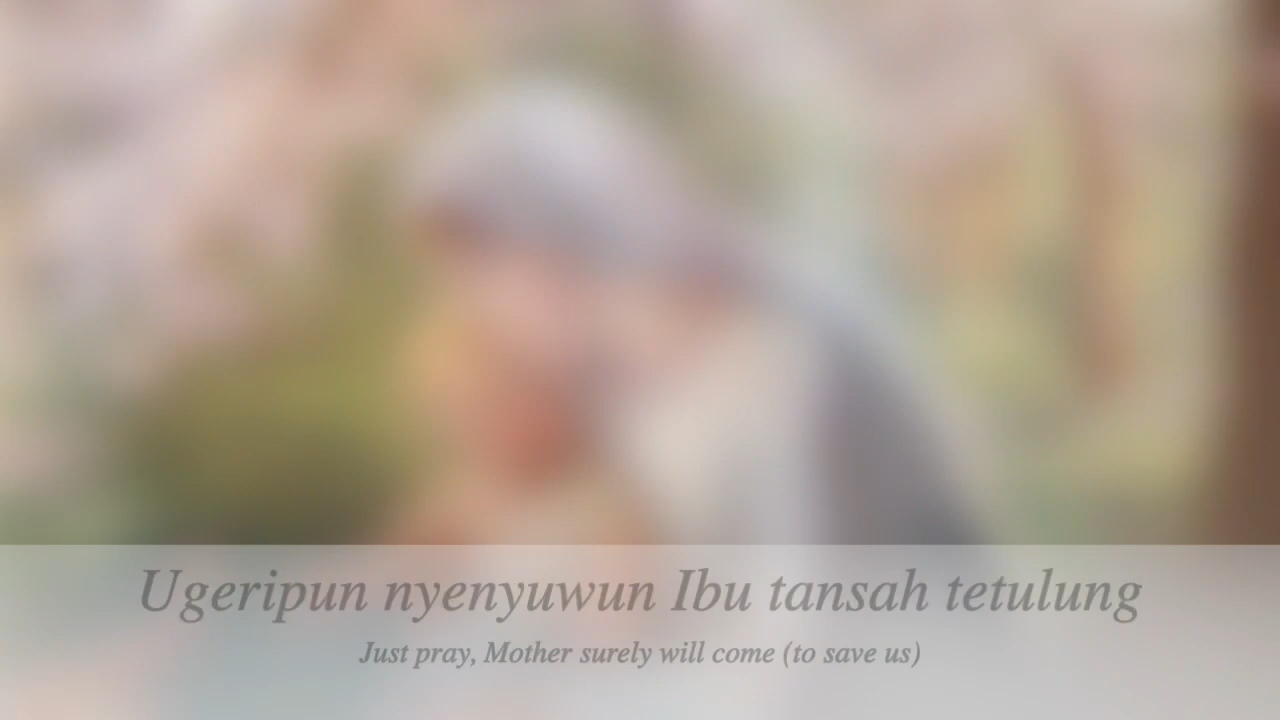 Ugeripun nyenyuwun Ibu tansah tetulung
Just pray, Mother surely will come (to save us)